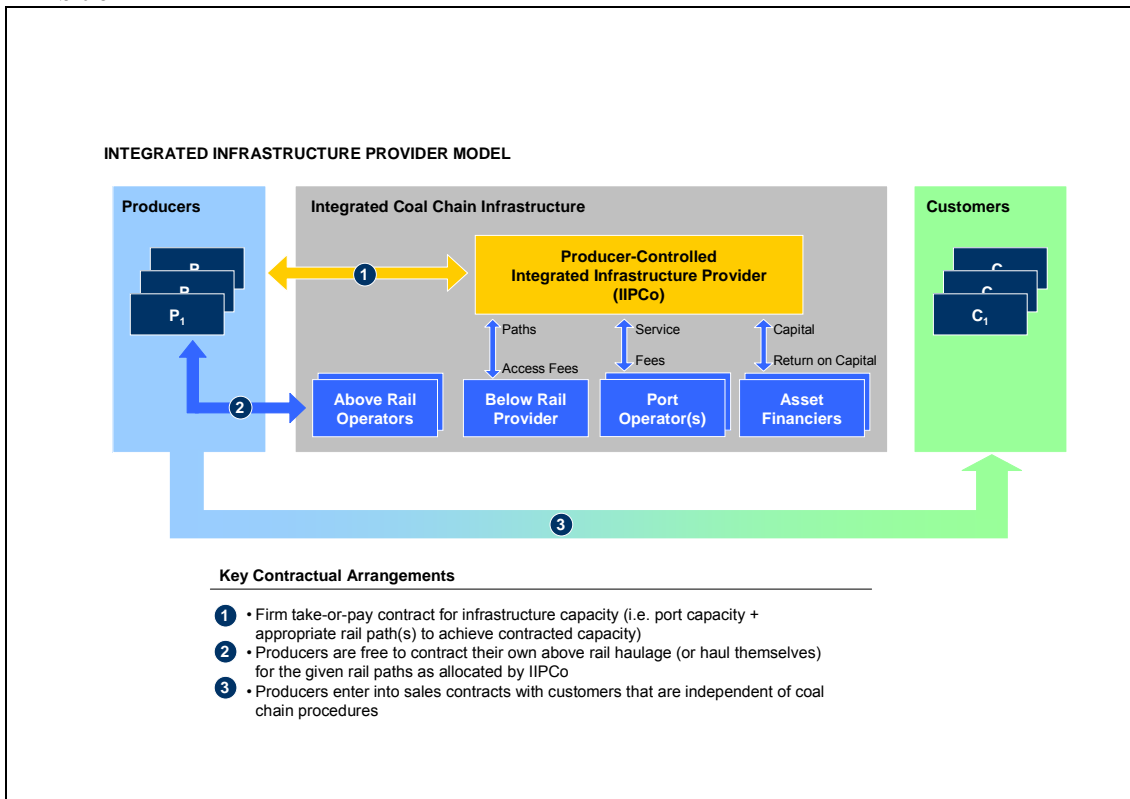 INTEGRATED INFRASTRUCTURE PROVIDER MODEL
Producers
Integrated Coal Chain Infrastructure
Customers
Producer-Controlled
Integrated Infrastructure Provider
(IIPCo)
P
P
P1
1
C
C
C1
Paths
Access Fees
Service
Fees
Capital
Return on Capital
2
Above Rail
Operators
Below Rail
Provider
Port
Operator(s)
Asset
Financiers
3
Key Contractual Arrangements
1 • Firm take-or-pay contract for infrastructure capacity (i.e. port capacity +
appropriate rail path(s) to achieve contracted capacity)
2 • Producers are free to contract their own above rail haulage (or haul themselves)
for the given rail paths as allocated by IIPCo
3 • Producers enter into sales contracts with customers that are independent of coal
chain procedures